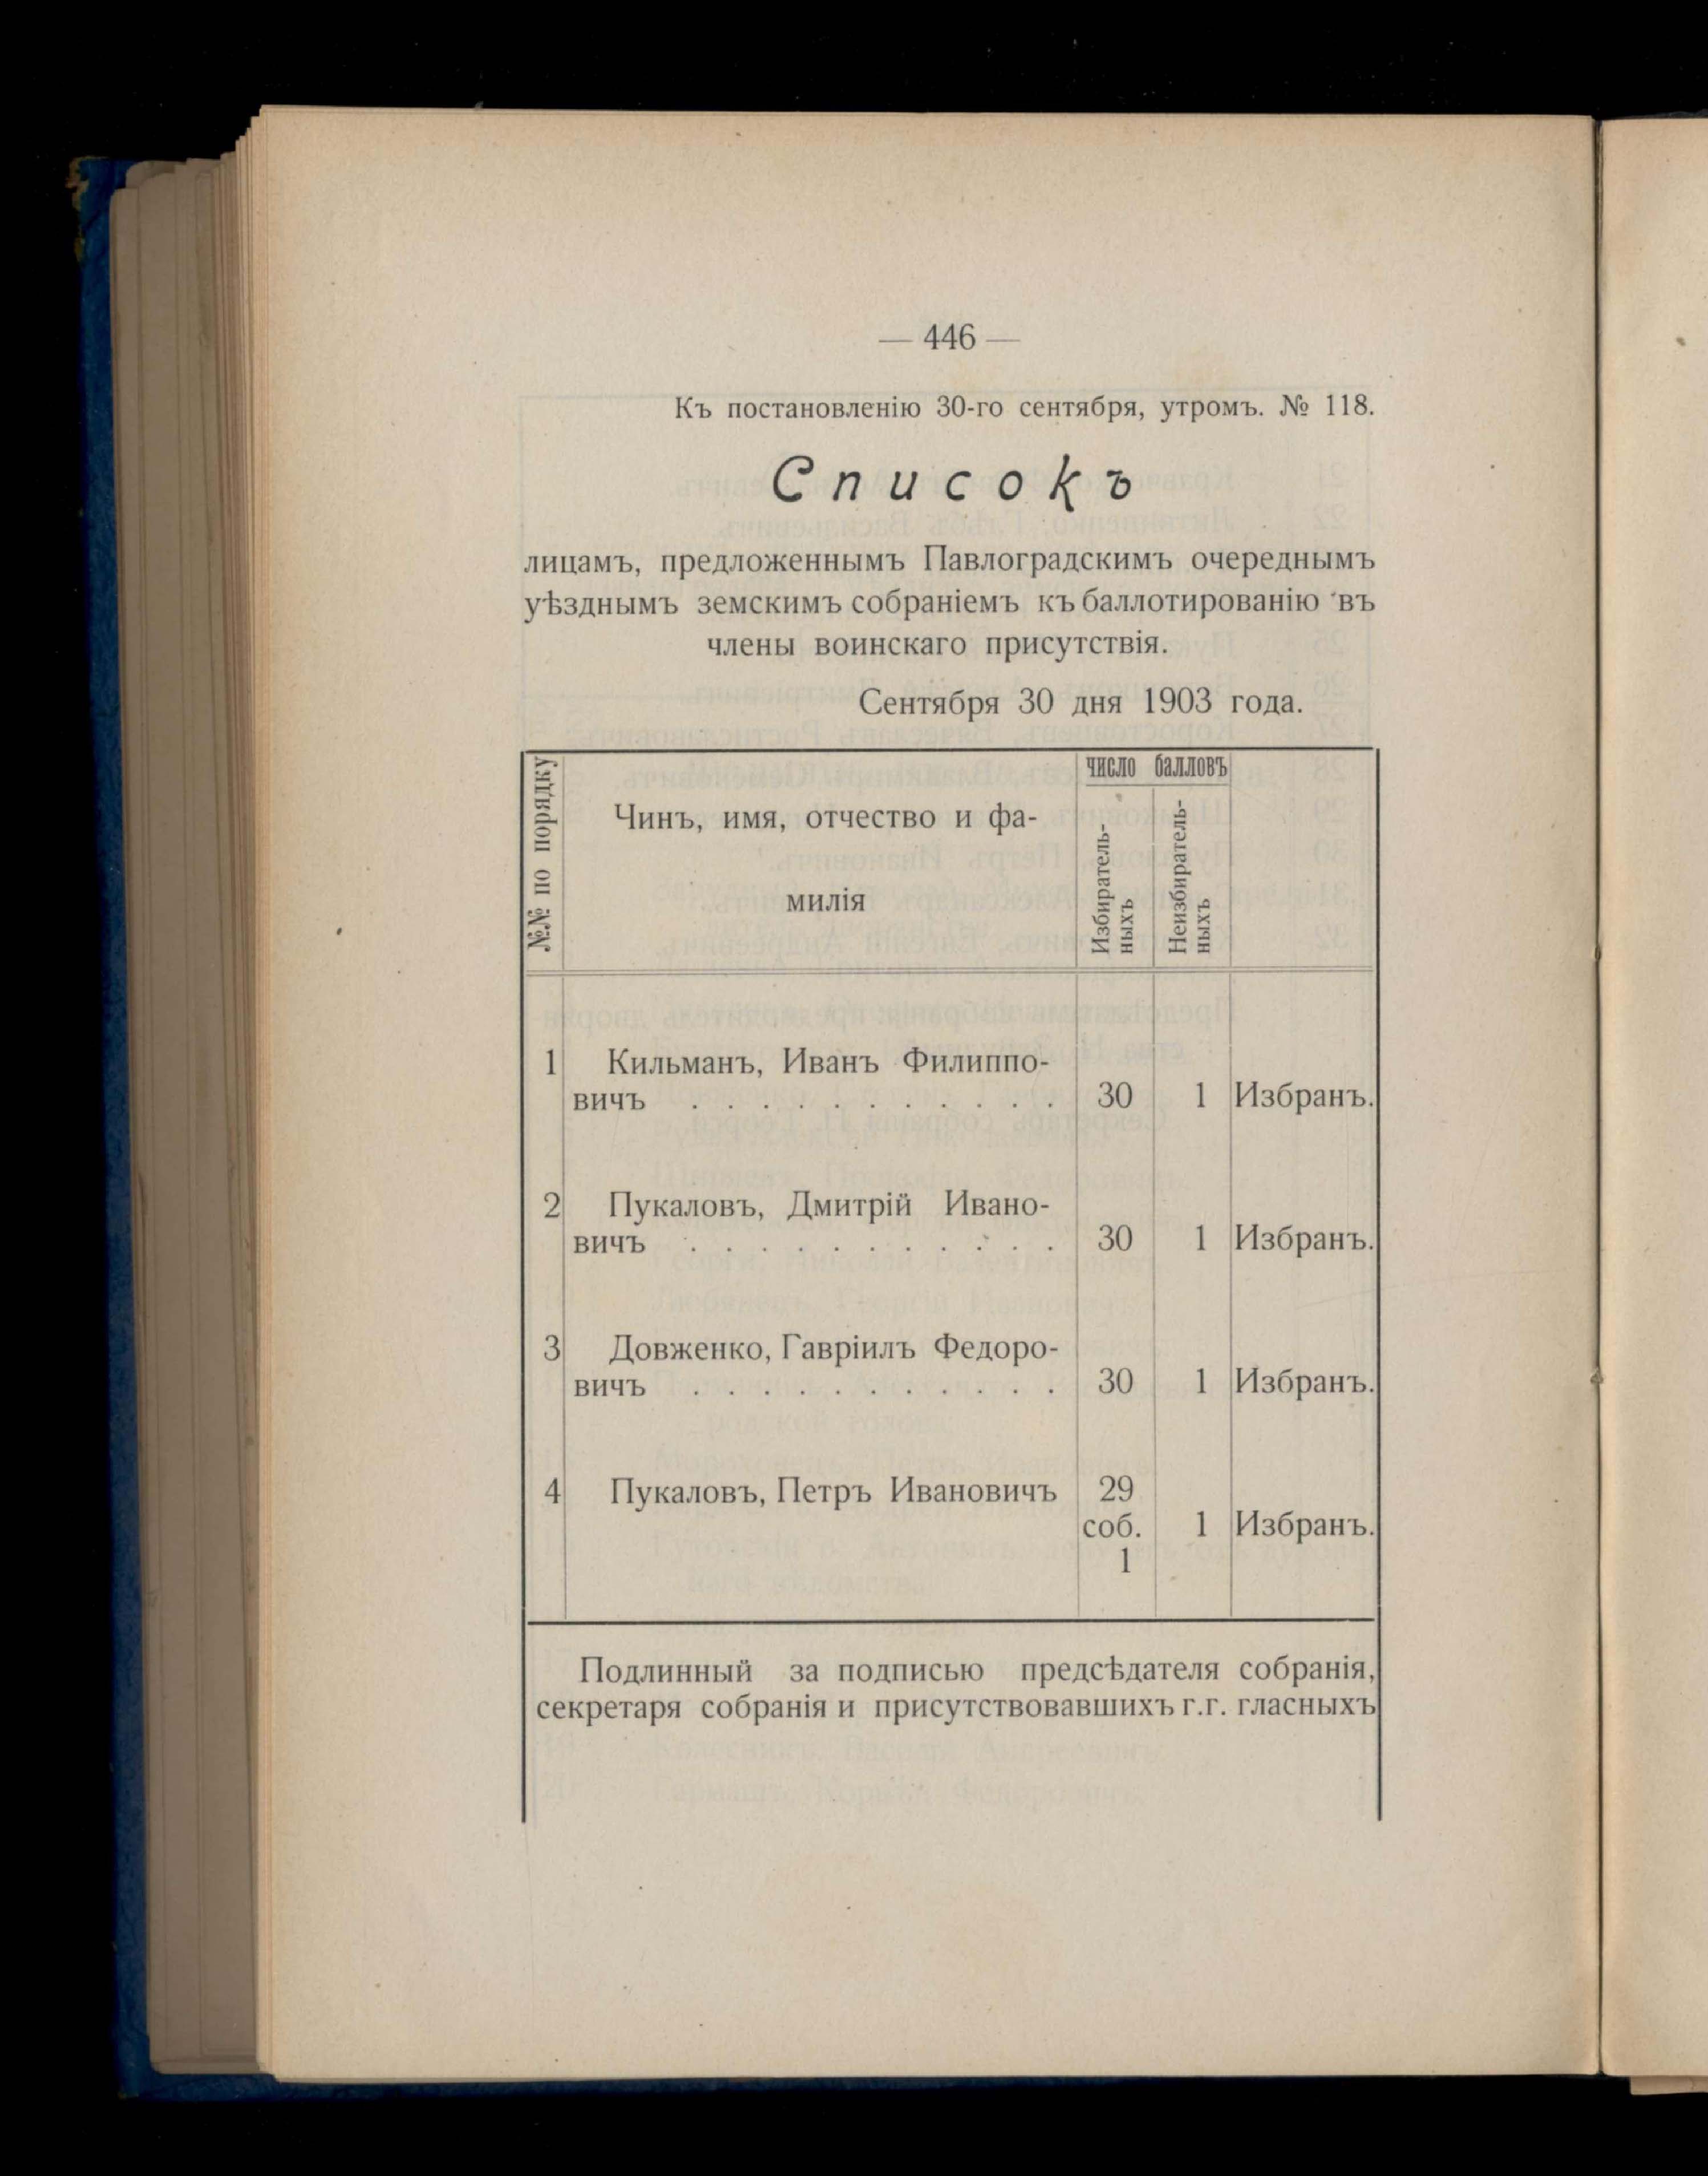 — 446 —
Къ постановленію 30-го сентября, утромъ. № 118.
Списокъ
лицамъ, предложеннымъ Павлоградскимъ очереднымъ
уѣзднымъ земскимъ собраніемъ къ баллотированію въ
члены воинскаго присутствія.
Сентября 30 дня 1903 года.
№№ по порядку
Чинъ, имя, отчество и фа-
милія
число балловъ
Избиратель-
ныхъ
Неизбиратель-
ныхъ
1 Кильманъ, Иванъ Филиппо-
вичъ . . . . . . . . . . . 30 1 Избранъ.
2 Пукаловъ, Дмитрій Ивано-
вичъ . . . . . . . . . . . 30 1 Избранъ.
3 Довженко, Гавріилъ Федоро-
вичъ . . . . . . . . . . . 30 1 Избранъ.
4 Пукаловъ, Петръ Ивановичъ 29
соб. 1 Избранъ.
1
Подлинный за подписью предсѣдателя собранія,
секретаря собранія и присутствовавшихъ г.г. гласныхъ